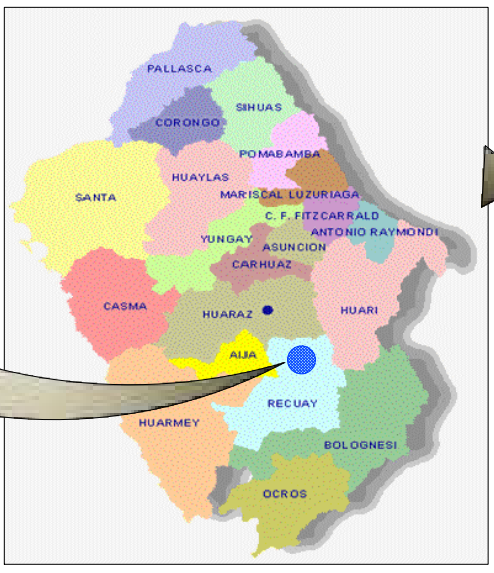 PALLASCA
SIHUAS
CORONGO
POMABAMBA
HUAYLAS
MARISCAL LUZURIAGA
SANTA
C. F. FITZCARRALD
ANTONIO RAYMONDI
YUNGAY
ASUNCION
CARHUAZ
CASMA
HUARAZ
HUARI
AIJA
RECUAY
HUARMEY
BOLOGNESI
OCROS